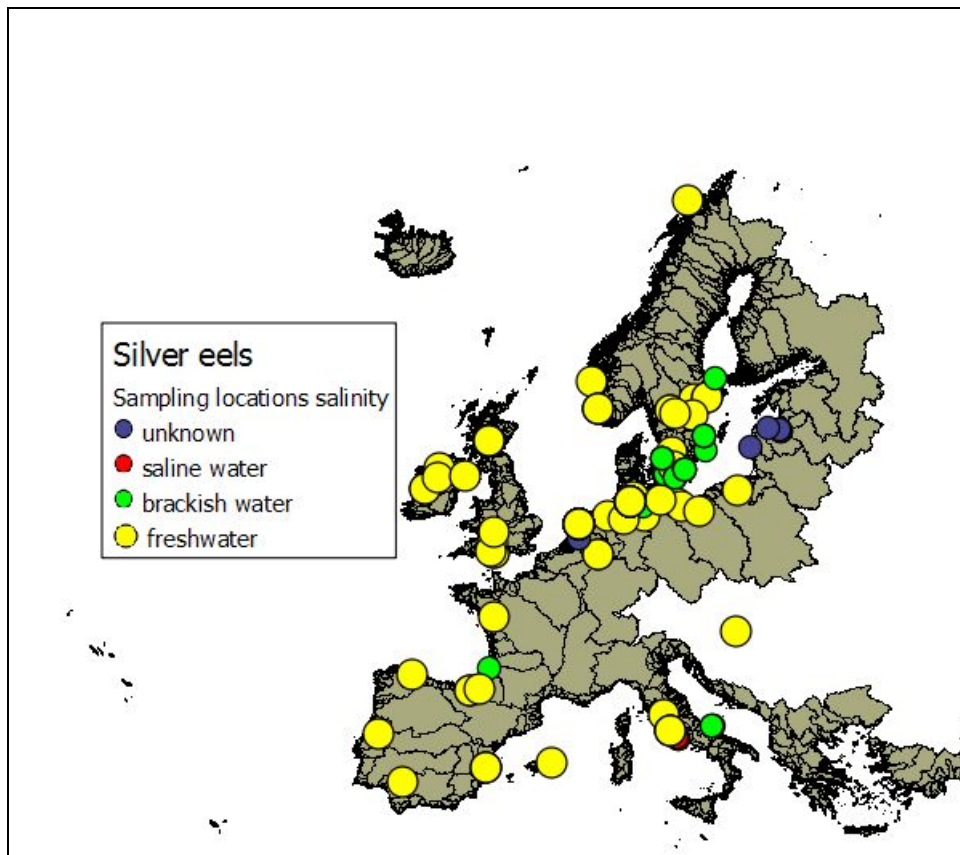 Silver eels
Sampling locations salinity
unknown
saline water
brackish water
freshwater